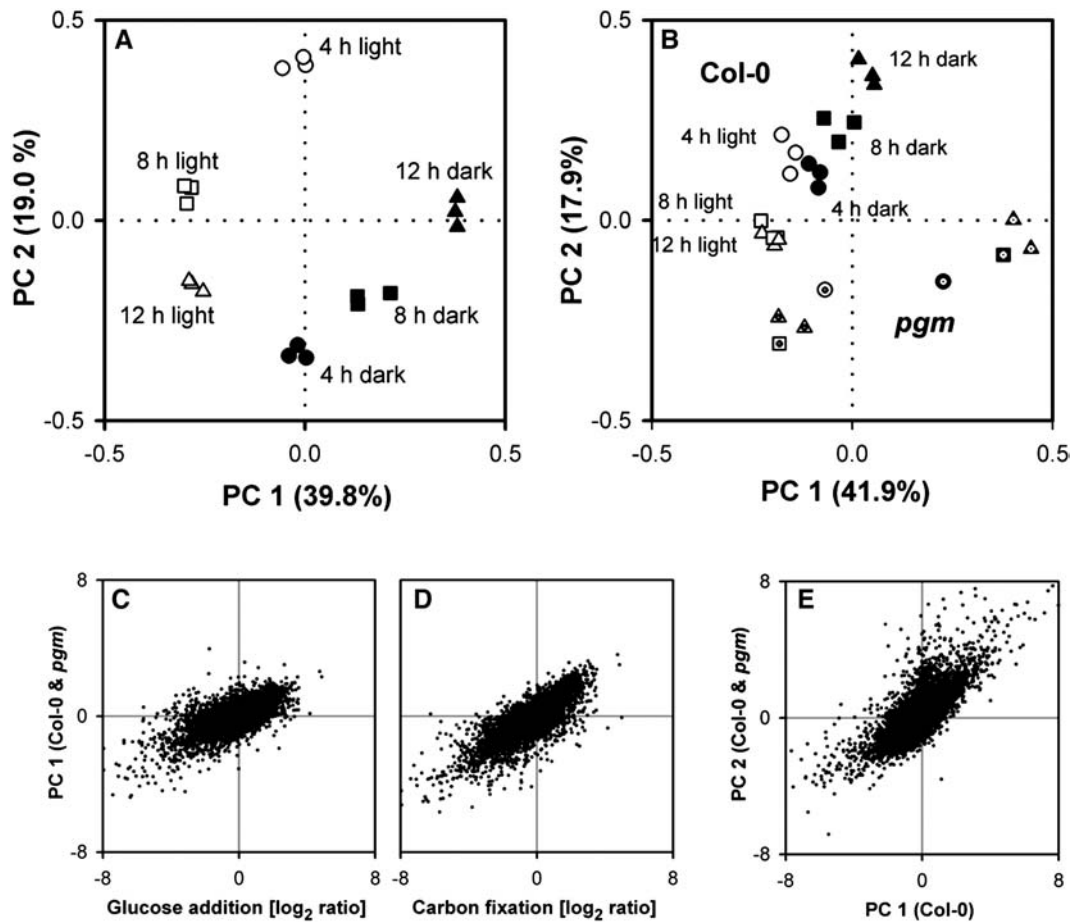 A
0.5
4 h light
8 h light
12 h dark
0.0
12 h light
8 h dark
4 h dark
-0.5
-0.5
0.0
0.5
PC 2 (19.0 %)
PC 1 (39.8%)
B
0.5
Col-0
12 h dark
4 h light
8 h dark
8 h light
4 h dark
0.0
12 h light
pgm
-0.5
-0.5
0.0
0.5
PC 2 (17.9%)
PC 1 (41.9%)
C
8
0
-8
-8
0
8
PC 1 (Col-0 & pgm)
Glucose addition [log2 ratio]
D
-8
0
8
Carbon fixation [log2 ratio]
E
8
0
-8
-8
0
8
PC 2 (Col-0 & pgm)
PC 1 (Col-0)